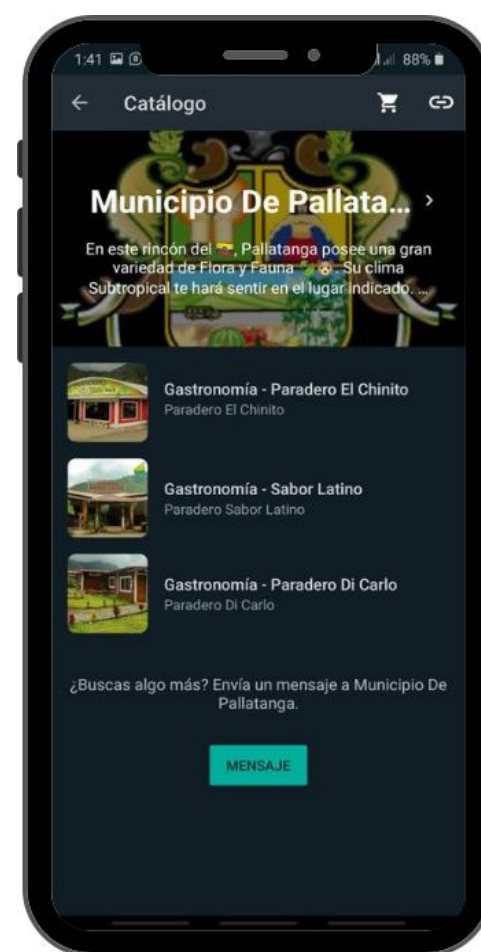 1:41 88%
Catálogo
Municipio De Pallata...
En este rincón del 🇪🇨, Pallatanga posee una gran
variedad de Flora y Fauna 🍃🐶. Su clima
Subtropical te hará sentir en el lugar indicado. ...
Gastronomía - Paradero El Chinito
Paradero El Chinito
Gastronomía - Sabor Latino
Paradero Sabor Latino
Gastronomía - Paradero Di Carlo
Paradero Di Carlo
¿Buscas algo más? Envía un mensaje a Municipio De
Pallatanga.
MENSAJE